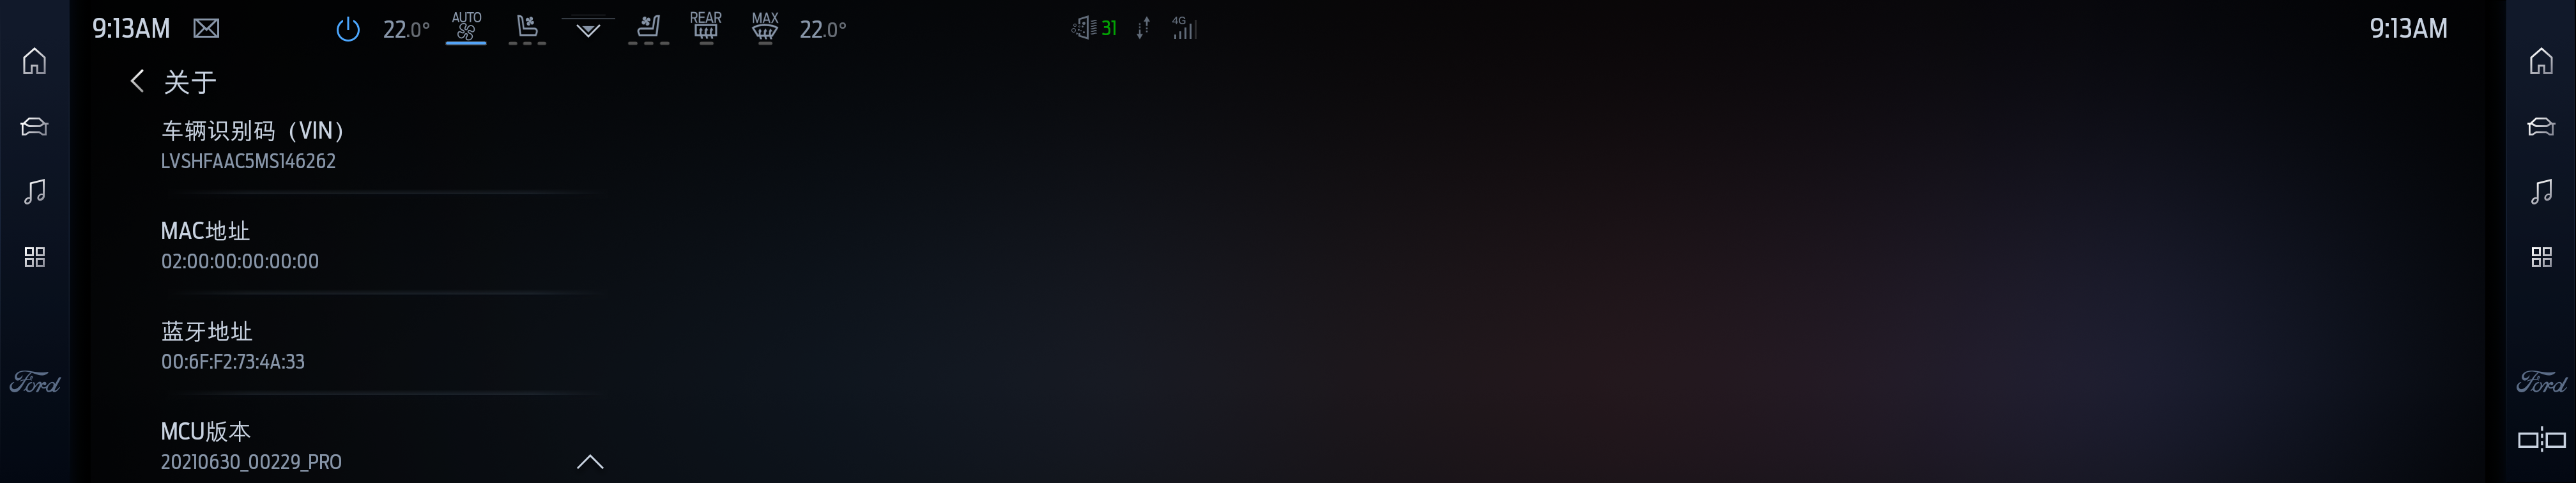 9:13AM
22.0°
AUTO
REAR
MAX
22.0°
31
4G
9:13AM
关于
车辆识别码（VIN）
LVSHFAAC5MS146262
MAC地址
02:00:00:00:00:00
蓝牙地址
00:6F:F2:73:4A:33
Ford
Ford
MCU版本
20210630_00229_PRO